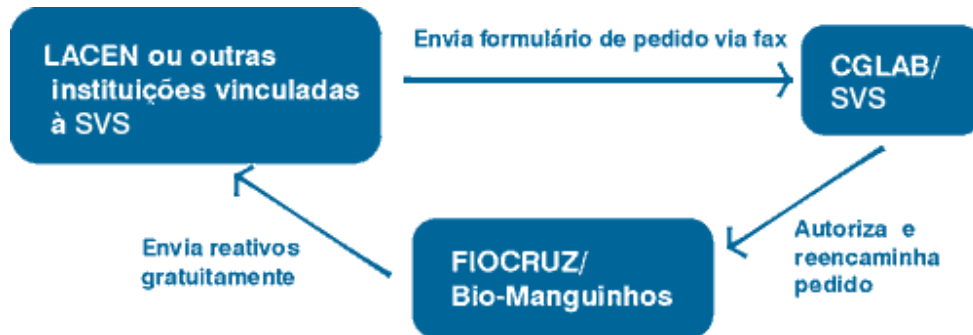 LACEN ou outras
instituições vinculadas
à SVS
Envia formulário de pedido via fax
CGLAB/
SVS
Autoriza e
reencaminha
pedido
FIOCRUZ/
Bio-Manguinhos
Envia reativos
gratuitamente